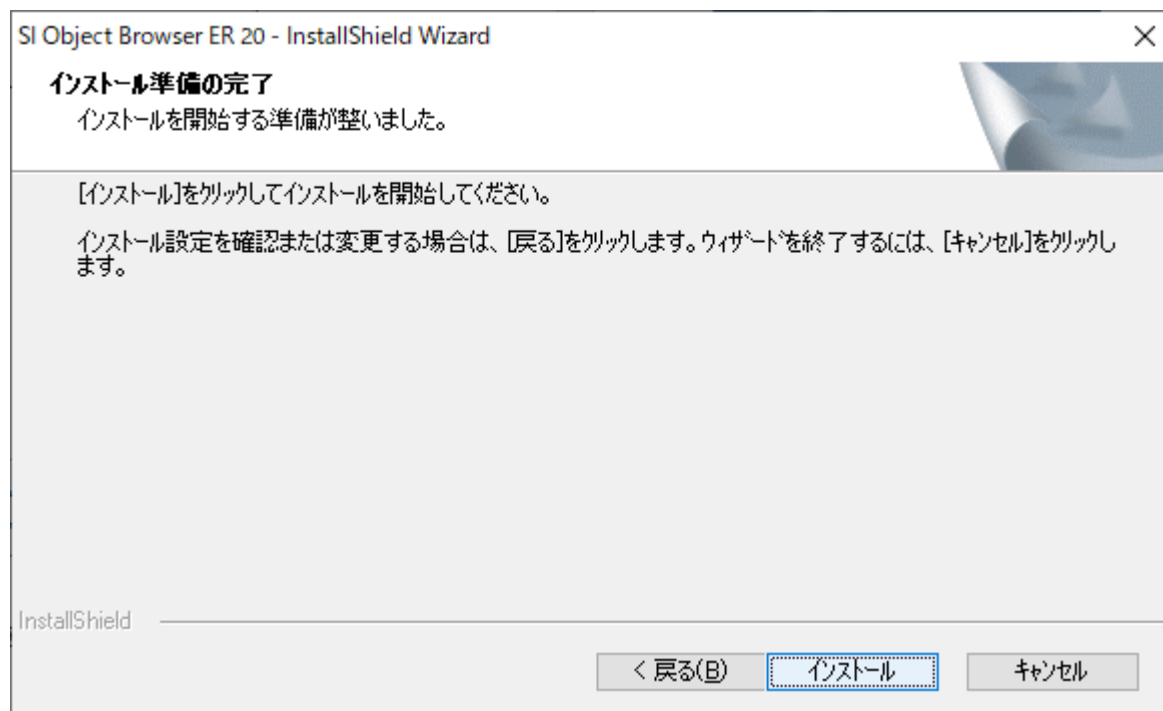 SI Object Browser ER 20 - InstallShield Wizard
インストール準備の完了
インストールを開始する準備が整いました。
[インストール]をクリックしてインストールを開始してください。
インストール設定を確認または変更する場合は、[戻る]をクリックします。ウィザードを終了するには、[キャンセル]をクリックし
ます。
InstallShield
< 戻る(B)
インストール
キャンセル